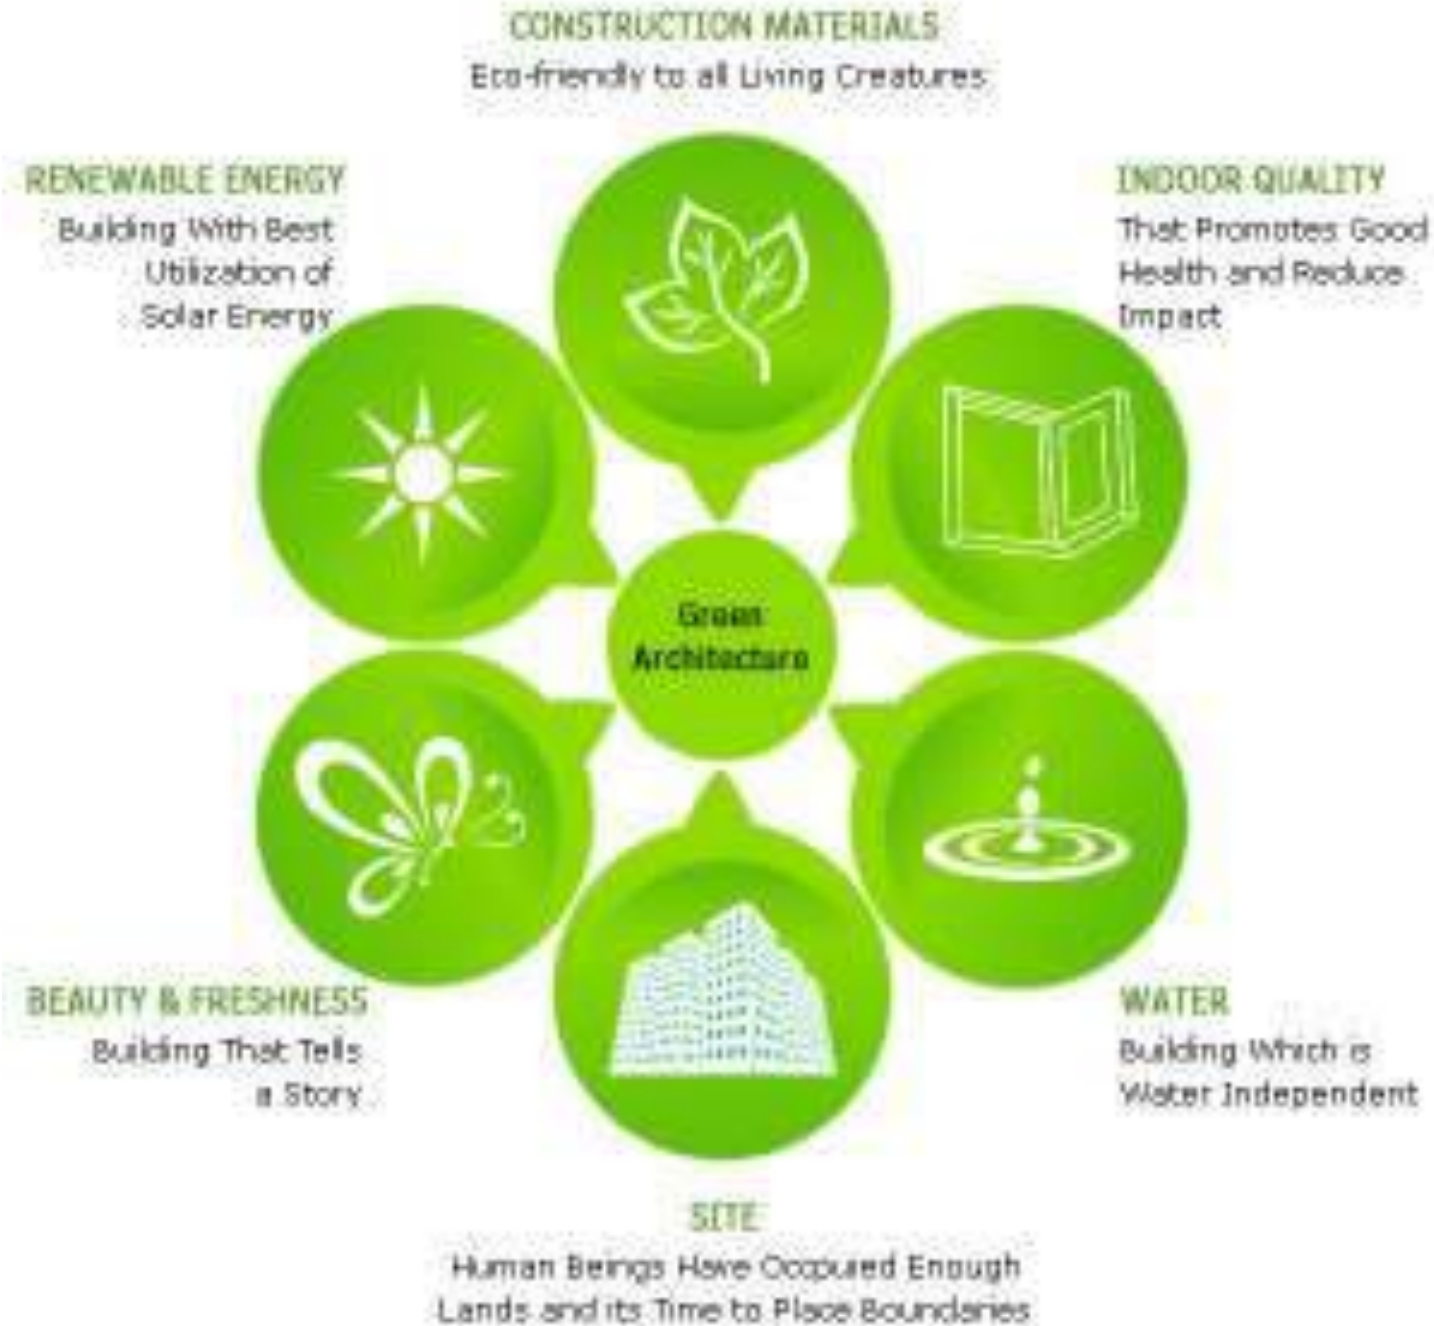 CONSTRUCTION MATERIALS
Eco-friendly to all Living Creatures
RENEWABLE ENERGY
Building With Best
Utilization of
Solar Energy
INDOOR QUALITY
That Promotes Good
Health and Reduce
Impact
Green
Architecture
BEAUTY & FRESHNESS
Building That Tells
a Story
WATER
Building Which is
Water Independent
SITE
Human Beings Have Occpuied Enough
Lands and its Time to Place Boundaries